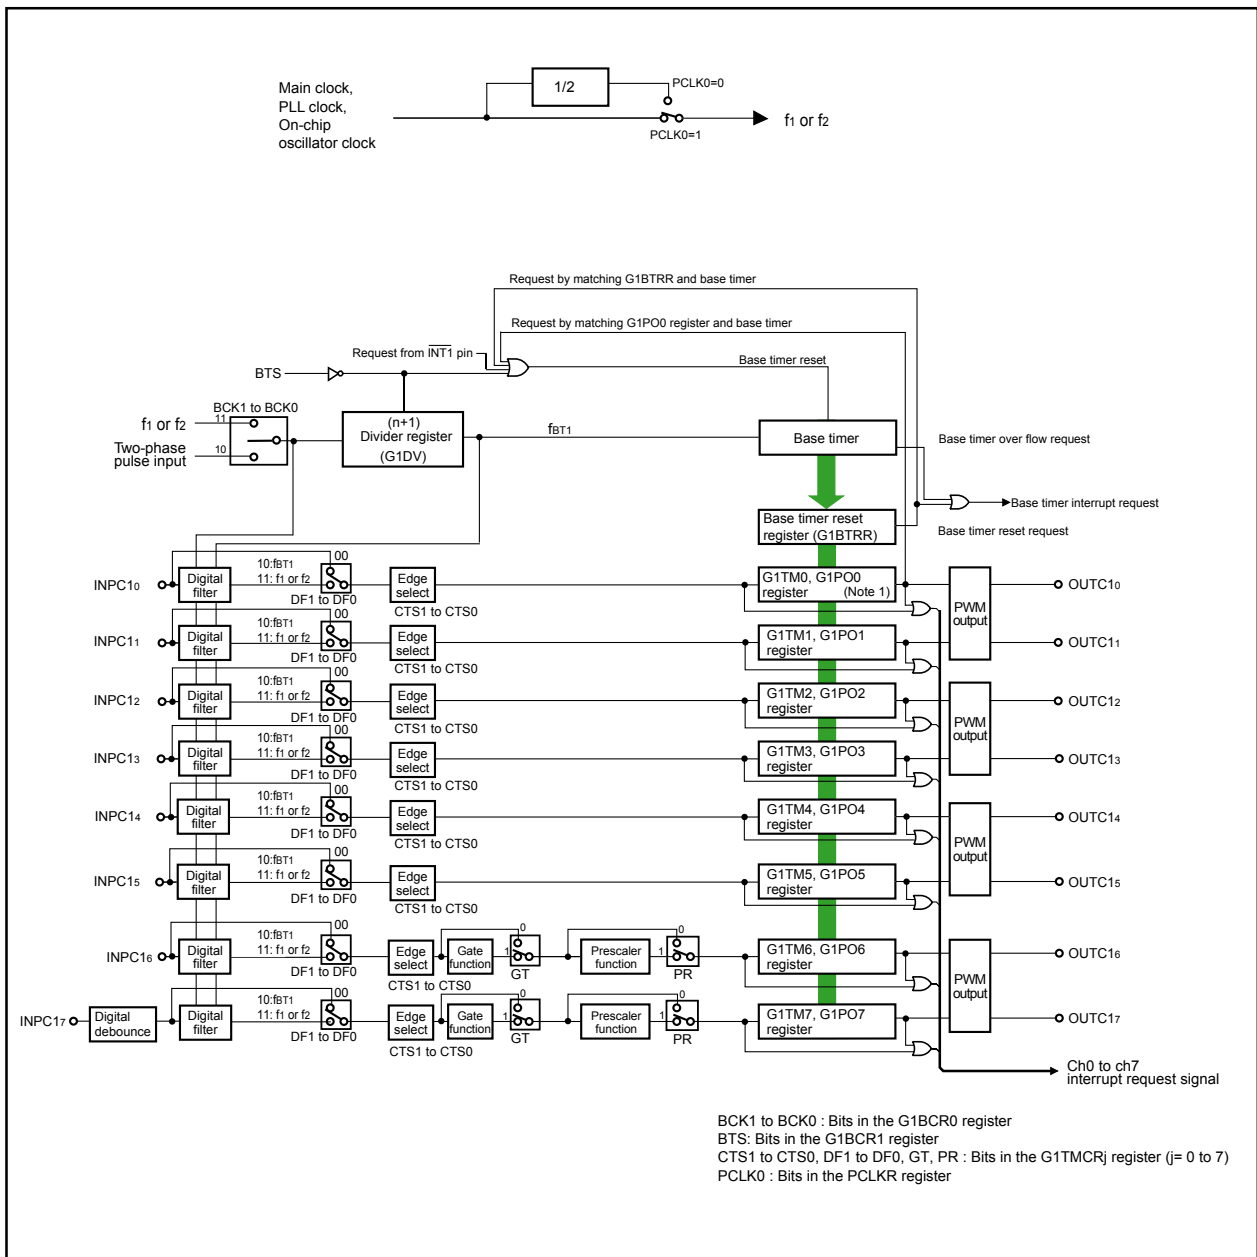 Main clock,
PLL clock,
On-chip
oscillator clock
1/2
PCLK0=0
PCLK0=1
f1 or f2
Request by matching G1BTRR and base timer
Request by matching G1PO0 register and base timer
Request from INT1 pin
Base timer reset
BTS
BCK1 to BCK0
f1 or f2
11
Two-phase
pulse input
10
(n+1)
Divider register
(G1DV)
fBT1
Base timer
Base timer over flow request
Base timer interrupt request
Base timer reset
register (G1BTRR)
Base timer reset request
INPC10
Digital
filter
10:fBT1
11: f1 or f2
00
DF1 to DF0
Edge
select
CTS1 to CTS0
G1TM0, G1PO0
register
(Note 1)
PWM
output
OUTC10
INPC11
Digital
filter
10:fBT1
11: f1 or f2
00
DF1 to DF0
Edge
select
CTS1 to CTS0
G1TM1, G1PO1
register
OUTC11
INPC12
Digital
filter
10:fBT1
11: f1 or f2
00
DF1 to DF0
Edge
select
CTS1 to CTS0
G1TM2, G1PO2
register
PWM
output
OUTC12
INPC13
Digital
filter
10:fBT1
11: f1 or f2
00
DF1 to DF0
Edge
select
CTS1 to CTS0
G1TM3, G1PO3
register
OUTC13
INPC14
Digital
filter
10:fBT1
11: f1 or f2
00
DF1 to DF0
Edge
select
CTS1 to CTS0
G1TM4, G1PO4
register
PWM
output
OUTC14
INPC15
Digital
filter
10:fBT1
11: f1 or f2
00
DF1 to DF0
Edge
select
CTS1 to CTS0
G1TM5, G1PO5
register
OUTC15
INPC16
Digital
filter
10:fBT1
11: f1 or f2
00
DF1 to DF0
Edge
select
CTS1 to CTS0
Gate
function
0
1
GT
Prescaler
function
0
1
PR
G1TM6, G1PO6
register
PWM
output
OUTC16
INPC17
Digital
debounce
Digital
filter
10:fBT1
11: f1 or f2
00
DF1 to DF0
Edge
select
CTS1 to CTS0
Gate
function
0
1
GT
Prescaler
function
0
1
PR
G1TM7, G1PO7
register
OUTC17
Ch0 to ch7
interrupt request signal
BCK1 to BCK0 : Bits in the G1BCR0 register
BTS: Bits in the G1BCR1 register
CTS1 to CTS0, DF1 to DF0, GT, PR : Bits in the G1TMCRj register (j= 0 to 7)
PCLK0 : Bits in the PCLKR register